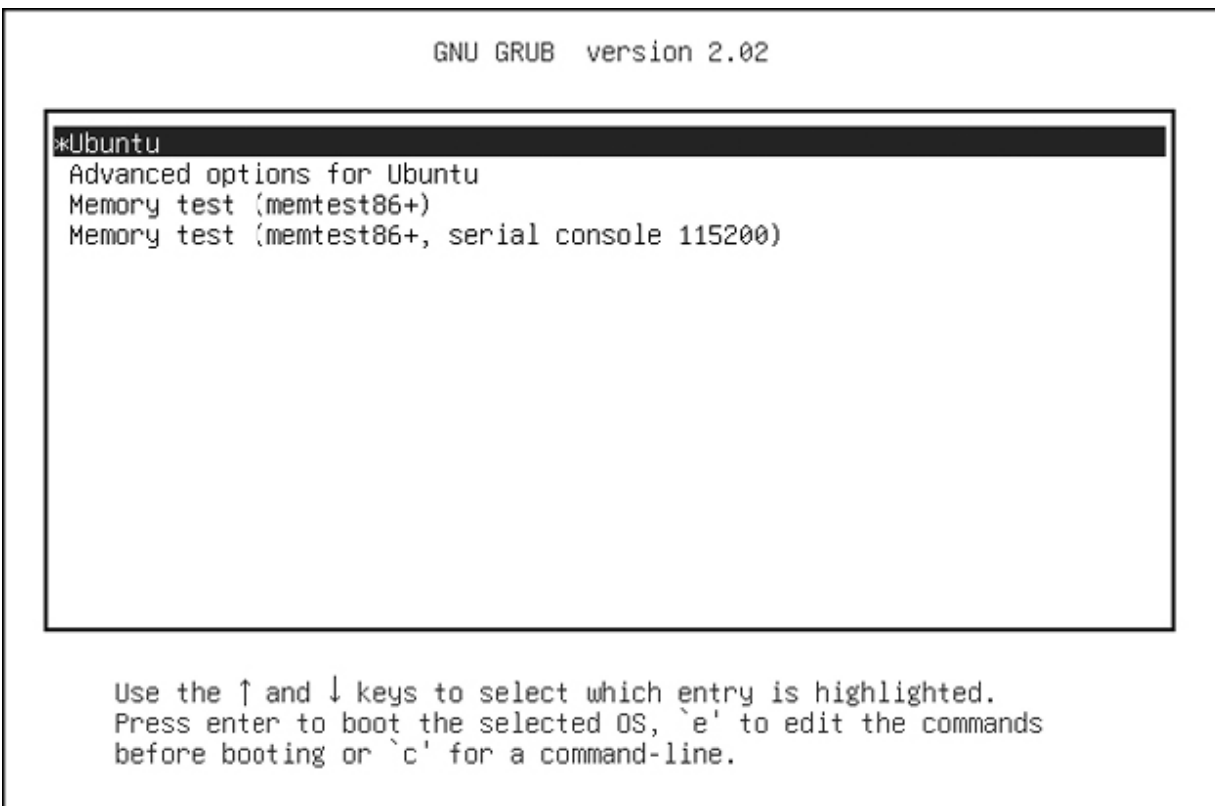 GNU GRUB  version 2.02
*Ubuntu
Advanced options for Ubuntu
Memory test (memtest86+)
Memory test (memtest86+, serial console 115200)
Use the ↑ and ↓ keys to select which entry is highlighted.
Press enter to boot the selected OS, `e' to edit the commands
before booting or `c' for a command-line.